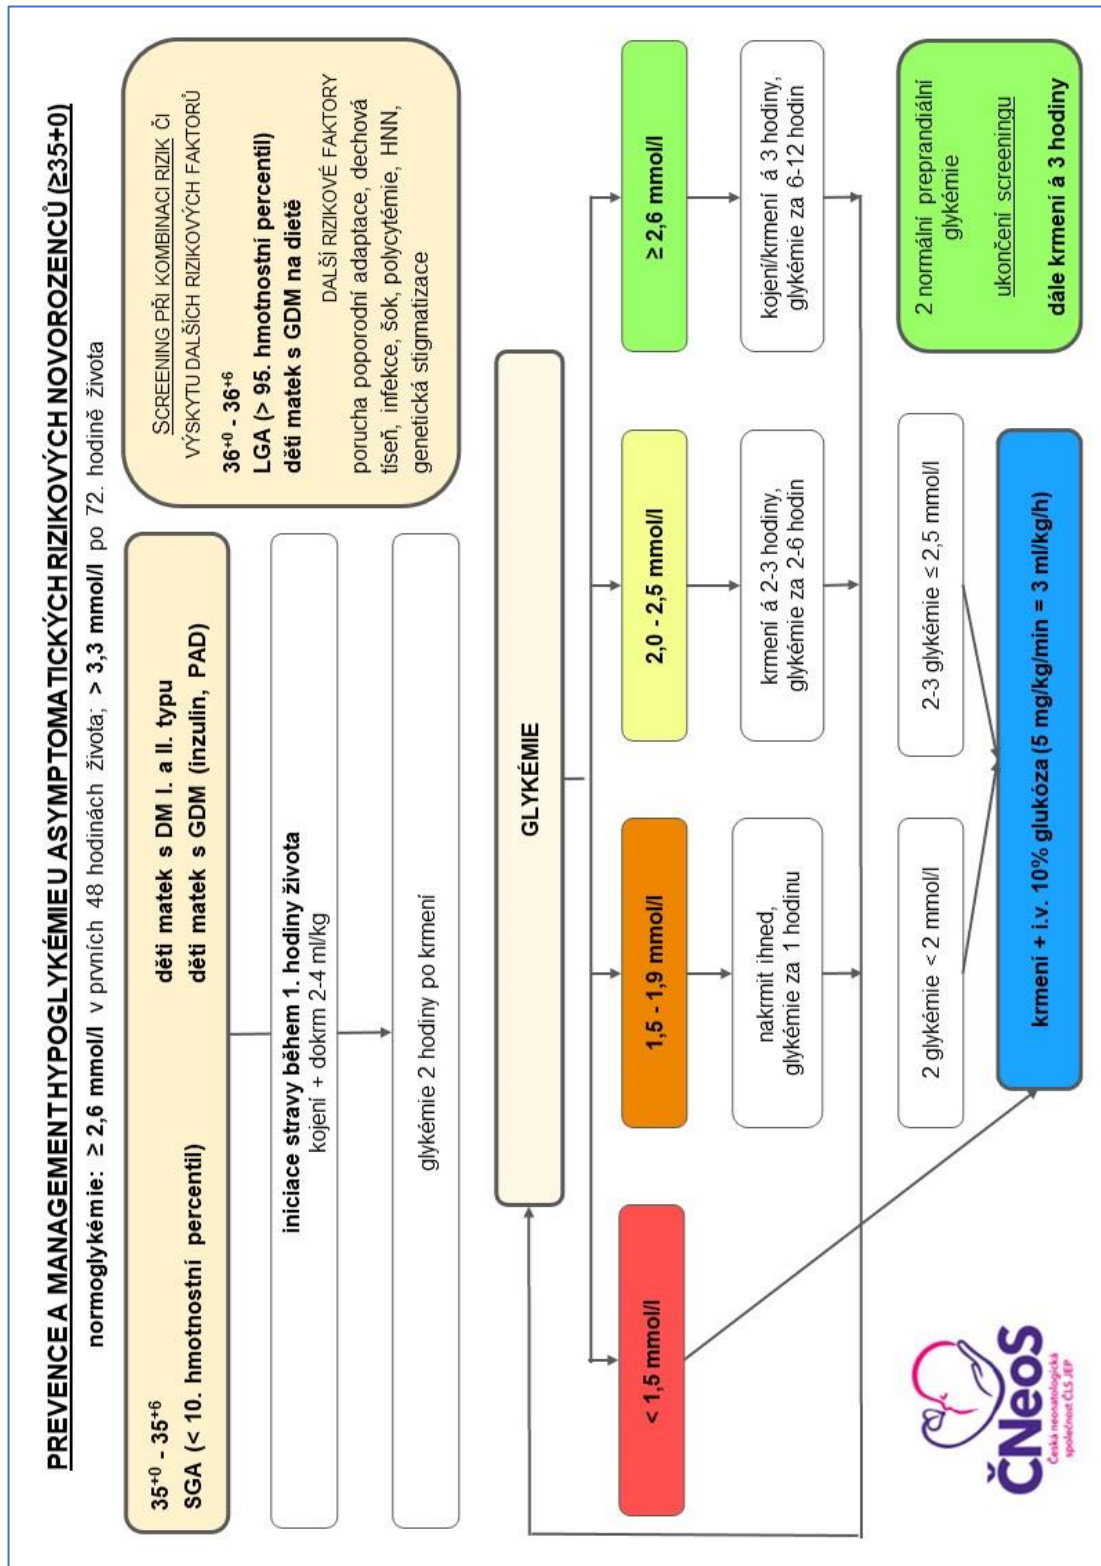 PREVENCE A MANAGEMENT HYPOGLYKÉMIE U ASYMPTOMATICKÝCH RIZIKOVÝCH NOVOROZENCŮ (≥35+0)
normoglykémie: ≥ 2,6 mmol/l v prvních 48 hodinách života; > 3,3 mmol/l po 72. hodině života
35+0 - 35+6
SGA (< 10. hmotnostní percentil)
děti matek s DM I. a II. typu
děti matek s GDM (inzulin, PAD)
SCREENING PŘI KOMBINACI RIZIK ČI
VÝSKYTU DALŠÍCH RIZIKOVÝCH FAKTORŮ
36+0 - 36+6
LGA (> 95. hmotnostní percentil)
děti matek s GDM na dietě
DALŠÍ RIZIKOVÉ FAKTORY
porucha poporodní adaptace, dechová
tíseň, infekce, šok, polycytémie, HNN,
genetická stigmatizace
iniciace stravy během 1. hodiny života
kojení + dokrm 2-4 ml/kg
glykémie 2 hodiny po krmení
GLYKÉMIE
< 1,5 mmol/l
1,5 - 1,9 mmol/l
2,0 - 2,5 mmol/l
≥ 2,6 mmol/l
nakrmit ihned,
glykémie za 1 hodinu
krmení á 2-3 hodiny,
glykémie za 2-6 hodin
kojení/krmení á 3 hodiny,
glykémie za 6-12 hodin
2 glykémie < 2 mmol/l
2-3 glykémie ≤ 2,5 mmol/l
2 normální preprandiální
glykémie
ukončení screeningu
dále krmení á 3 hodiny
krmení + i.v. 10% glukóza (5 mg/kg/min = 3 ml/kg/h)
ČNeoS
Česká neonatologická
společnost ČLS JEP